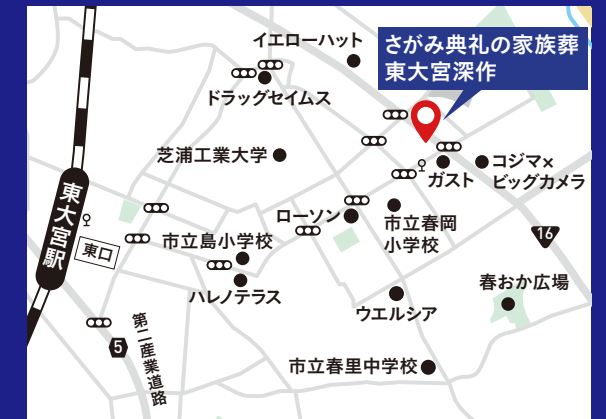 イエローハット
さがみ典礼の家族葬
東大宮深作
ドラッグセイムス
芝浦工業大学
ガスト
コジマ×
ビッグカメラ
東大宮駅
東口
ローソン
市立春岡
小学校
16
市立島小学校
ハレノテラス
春おか広場
ウエルシア
5
第二産業道路
市立春里中学校